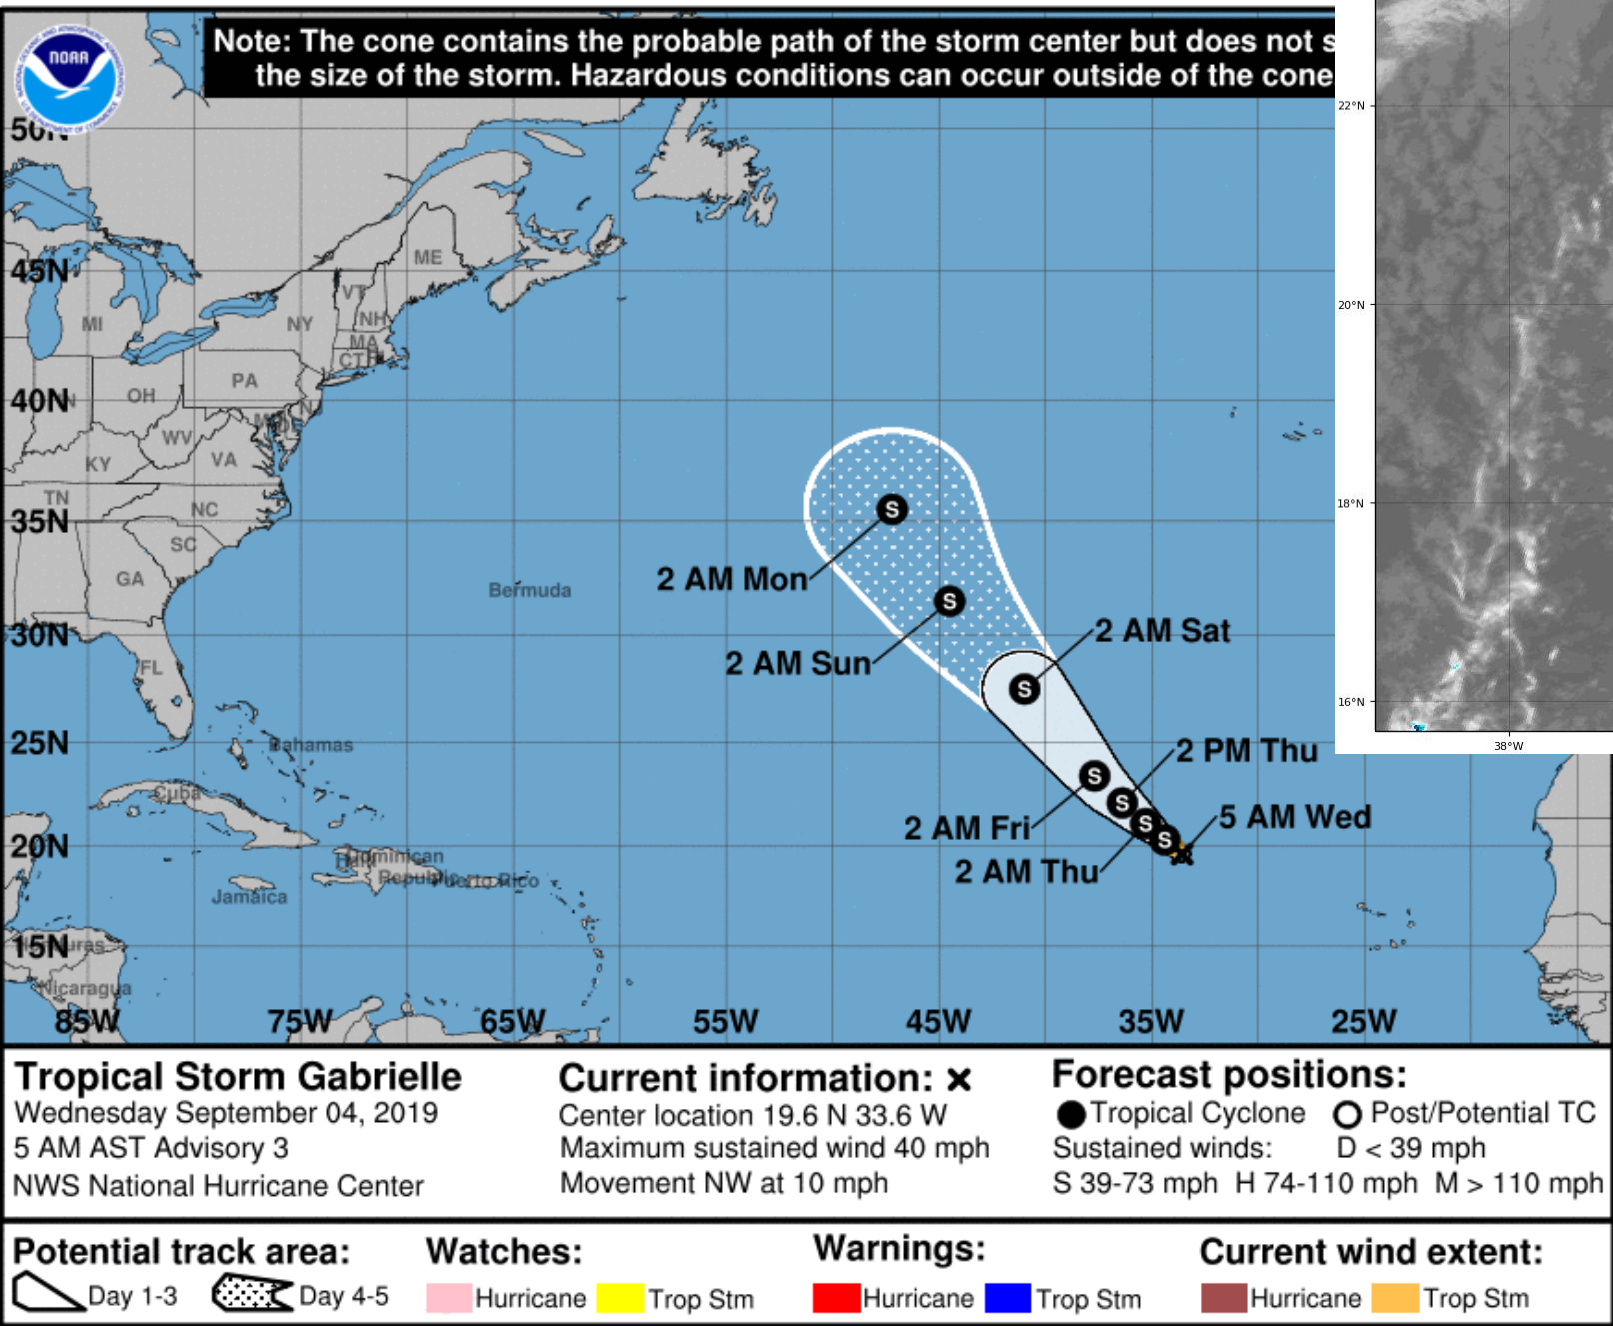 Note: The cone contains the probable path of the storm center but does not s
the size of the storm. Hazardous conditions can occur outside of the cone
NOAA
50N
45N
40N
35N
30N
25N
20N
15N
85W
75W
65W
55W
45W
35W
25W
ME
VT
NH
MA
CT
NY
MI
PA
OH
WV
VA
KY
TN
NC
SC
GA
FL
Bermuda
Bahamas
Cuba
Dominican
Republic
Puerto Rico
Jamaica
Honduras
Nicaragua
2 AM Mon
2 AM Sun
2 AM Sat
2 PM Thu
2 AM Fri
5 AM Wed
2 AM Thu
S
S
S
S
S
S
S
22°N
20°N
18°N
16°N
38°W
Tropical Storm Gabrielle
Wednesday September 04, 2019
5 AM AST Advisory 3
NWS National Hurricane Center
Current information: x
Center location 19.6 N 33.6 W
Maximum sustained wind 40 mph
Movement NW at 10 mph
Forecast positions:
Tropical Cyclone Post/Potential TC
Sustained winds: D < 39 mph
S 39-73 mph H 74-110 mph M > 110 mph
Potential track area:
Day 1-3 Day 4-5
Watches:
Hurricane Trop Stm
Warnings:
Hurricane Trop Stm
Current wind extent:
Hurricane Trop Stm